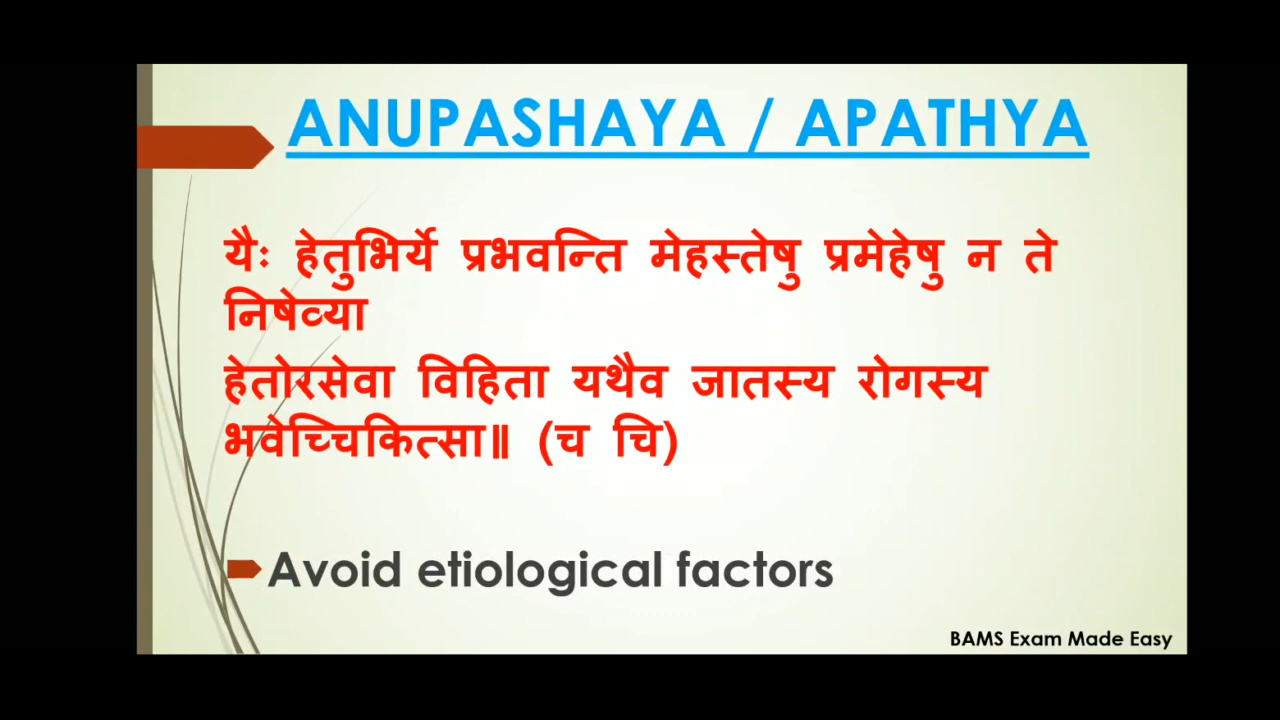 ANUPASHAYA / APATHYA
यैः हेतुभिर्ये प्रभवन्ति मेहस्तेषु प्रमेहेषु न ते
निषेव्या
हेतोरसेवा विहिता यथैव जातस्य रोगस्य
भवेच्चिकित्सा॥ (च चि)
Avoid etiological factors
BAMS Exam Made Easy